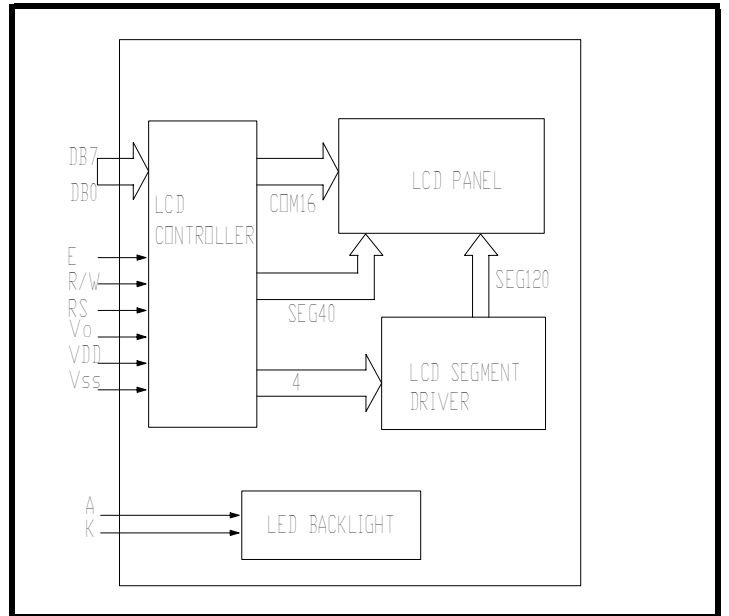 DB7
DB0
LCD
CONTROLLER
COM16
LCD PANEL
E
R/W
RS
Vo
VDD
Vss
SEG40
SEG120
4
LCD SEGMENT
DRIVER
A
K
LED BACKLIGHT